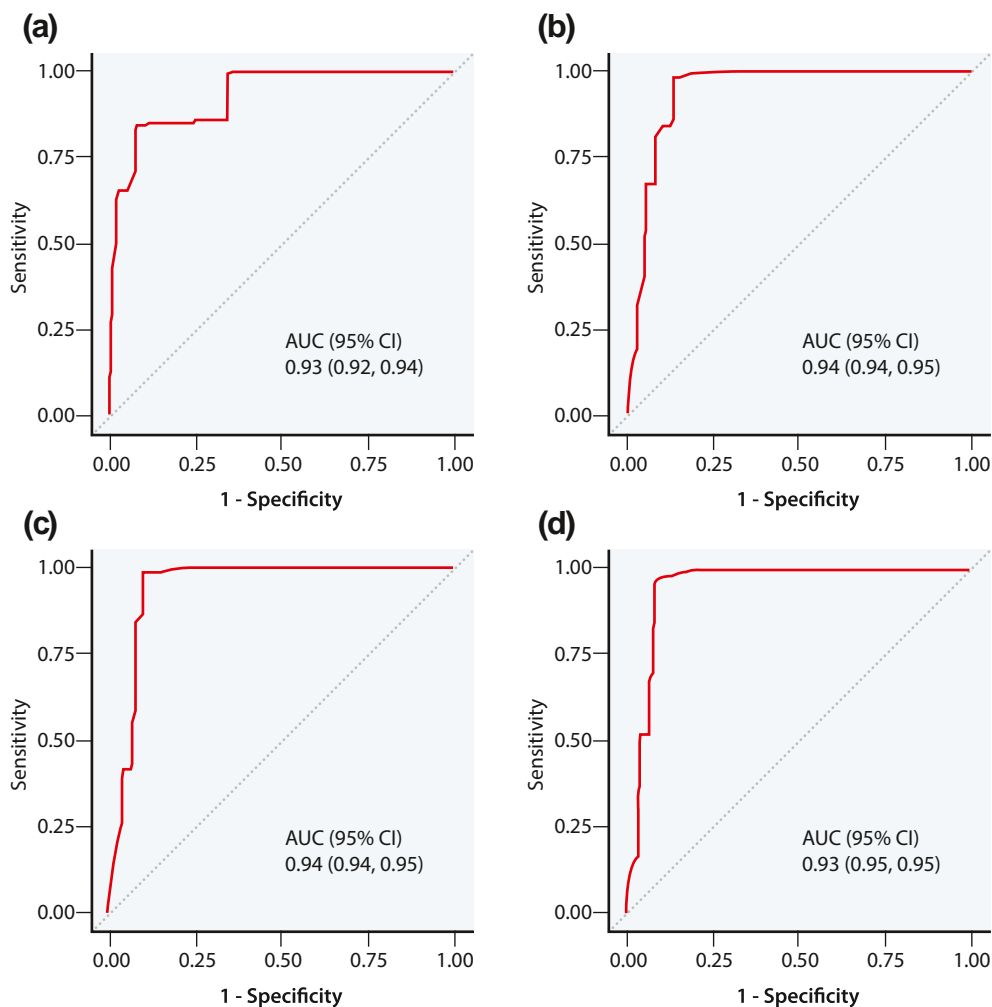 (a)
1.00
0.75
0.50
0.25
0.00
Sensitivity
AUC (95% CI)
0.93 (0.92, 0.94)
0.00 0.25 0.50 0.75 1.00
1 - Specificity
(b)
1.00
0.75
0.50
0.25
0.00
Sensitivity
AUC (95% CI)
0.94 (0.94, 0.95)
0.00 0.25 0.50 0.75 1.00
1 - Specificity
(c)
1.00
0.75
0.50
0.25
0.00
Sensitivity
AUC (95% CI)
0.94 (0.94, 0.95)
0.00 0.25 0.50 0.75 1.00
1 - Specificity
(d)
1.00
0.75
0.50
0.25
0.00
Sensitivity
AUC (95% CI)
0.93 (0.95, 0.95)
0.00 0.25 0.50 0.75 1.00
1 - Specificity